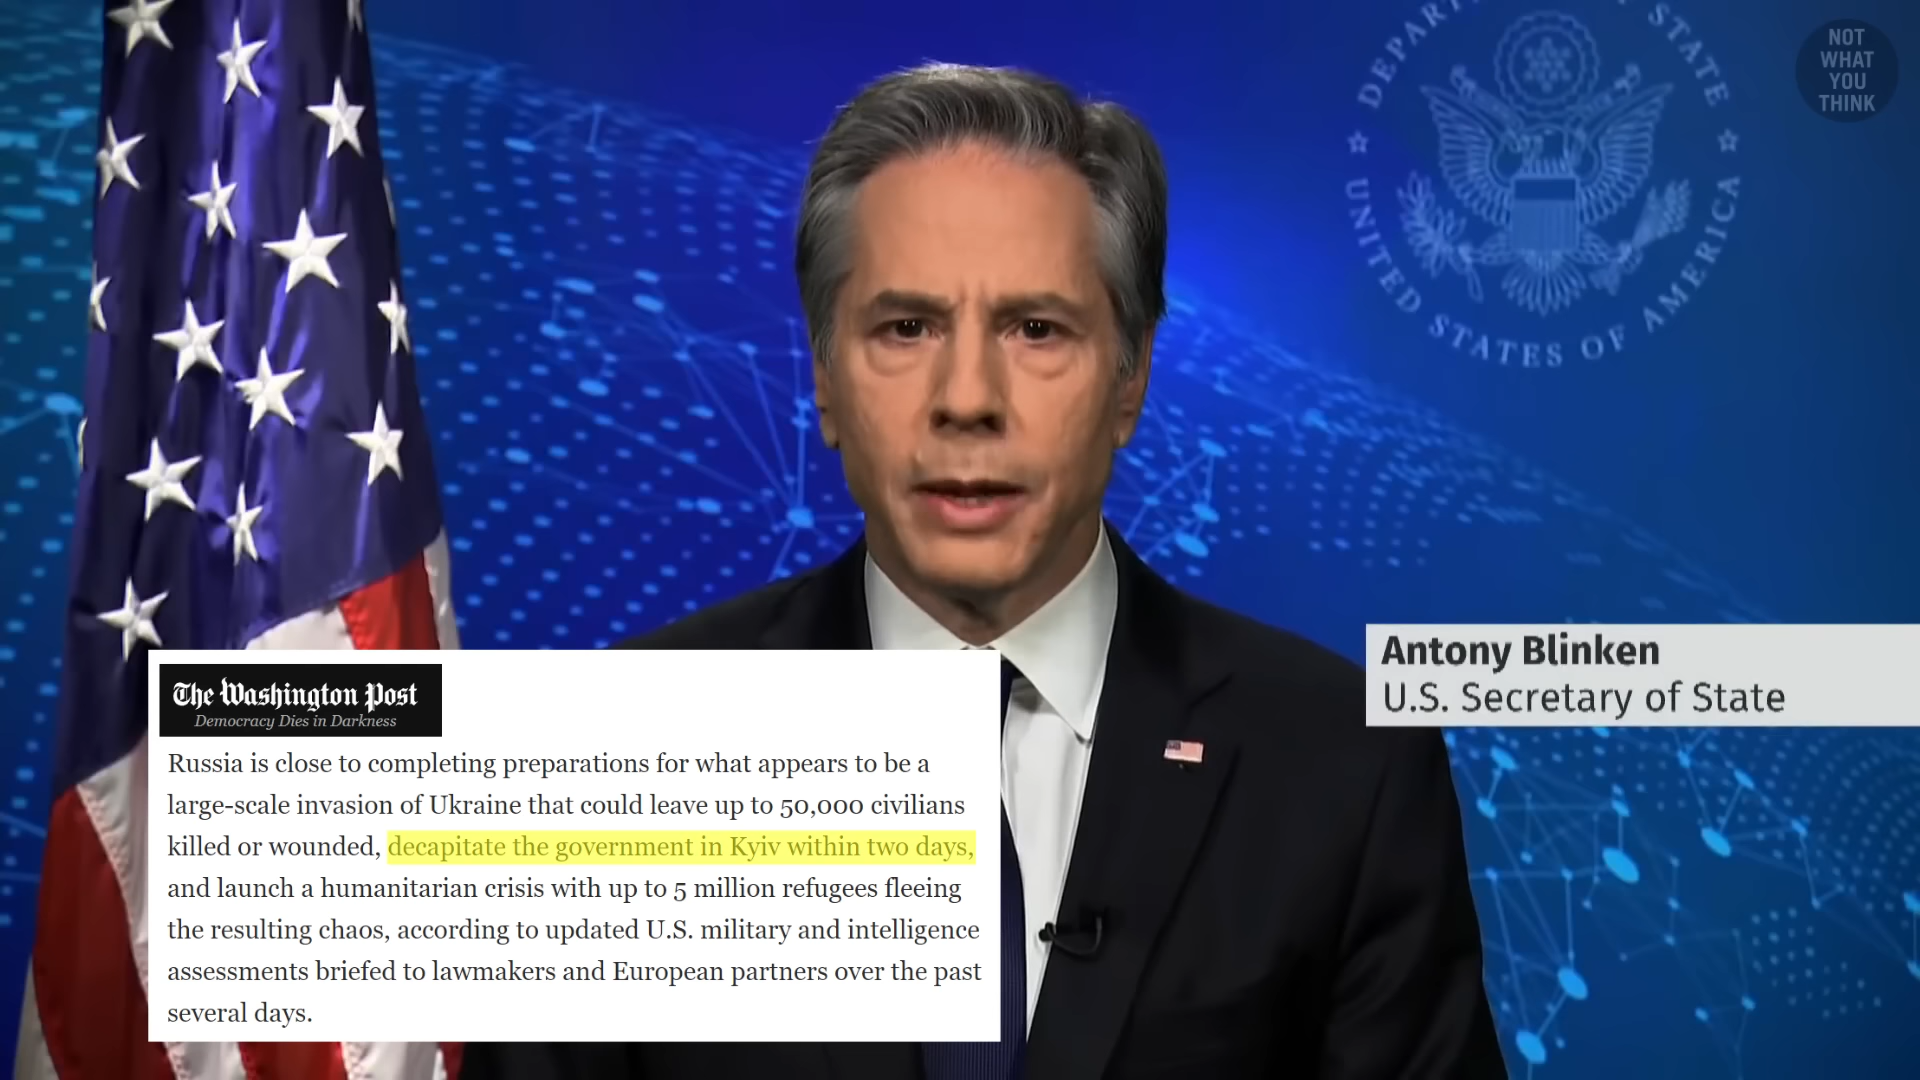 NOT
WHAT
YOU
THINK
UNITED STATES OF AMERICA
Antony Blinken
U.S. Secretary of State
The Washington Post
Democracy Dies in Darkness
Russia is close to completing preparations for what appears to be a
large-scale invasion of Ukraine that could leave up to 50,000 civilians
killed or wounded, decapitate the government in Kyiv within two days,
and launch a humanitarian crisis with up to 5 million refugees fleeing
the resulting chaos, according to updated U.S. military and intelligence
assessments briefed to lawmakers and European partners over the past
several days.